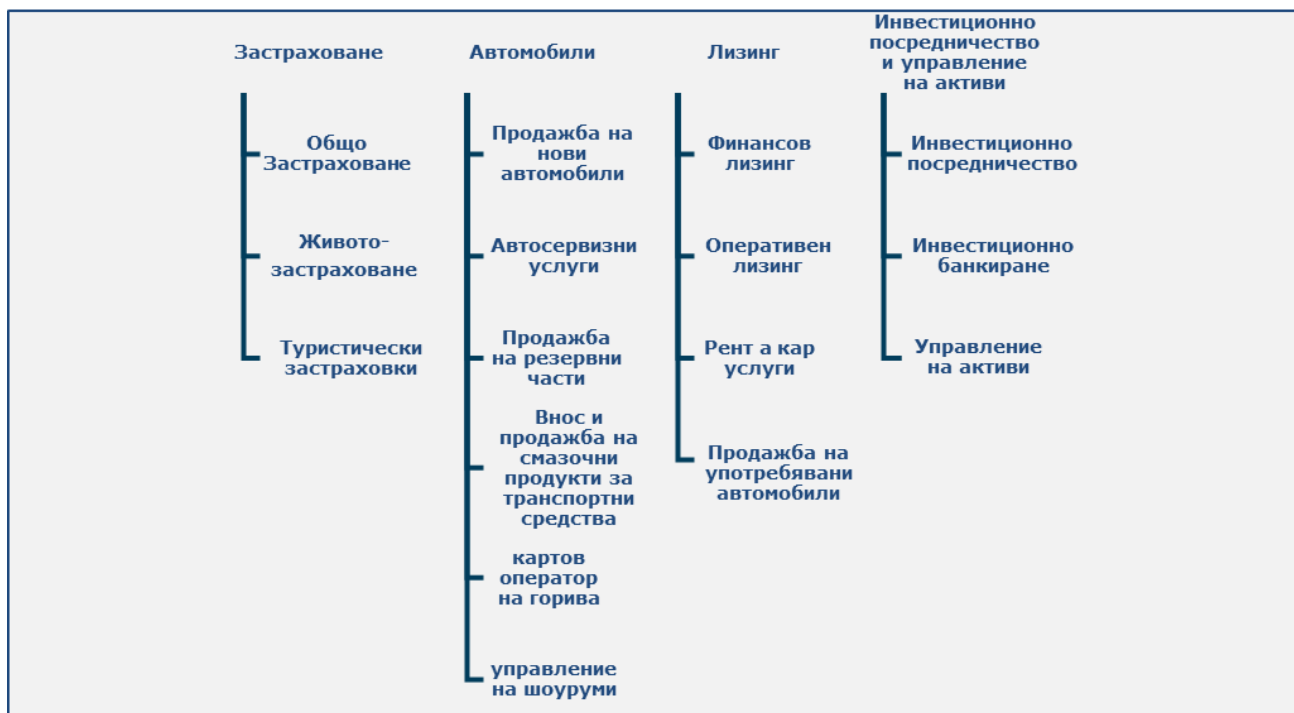 Застраховане
Общо
Застраховане
Живото-
застраховане
Туристически
застраховки
Автомобили
Продажба на
нови
автомобили
Автосервизни
услуги
Продажба
на резервни
части
Внос и
продажба на
смазочни
продукти за
транспортни
средства
картов
оператор
на горива
управление
на шоуруми
Лизинг
Финансов
лизинг
Оперативен
лизинг
Рент а кар
услуги
Продажба на
употребявани
автомобили
Инвестиционно
посредничество
и управление
на активи
Инвестиционно
посредничество
Инвестиционно
банкиране
Управление
на активи